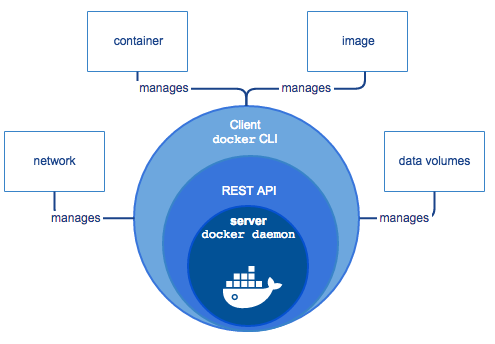 container
image
manages
manages
Client
docker CLI
network
data volumes
REST API
manages
manages
server
docker daemon